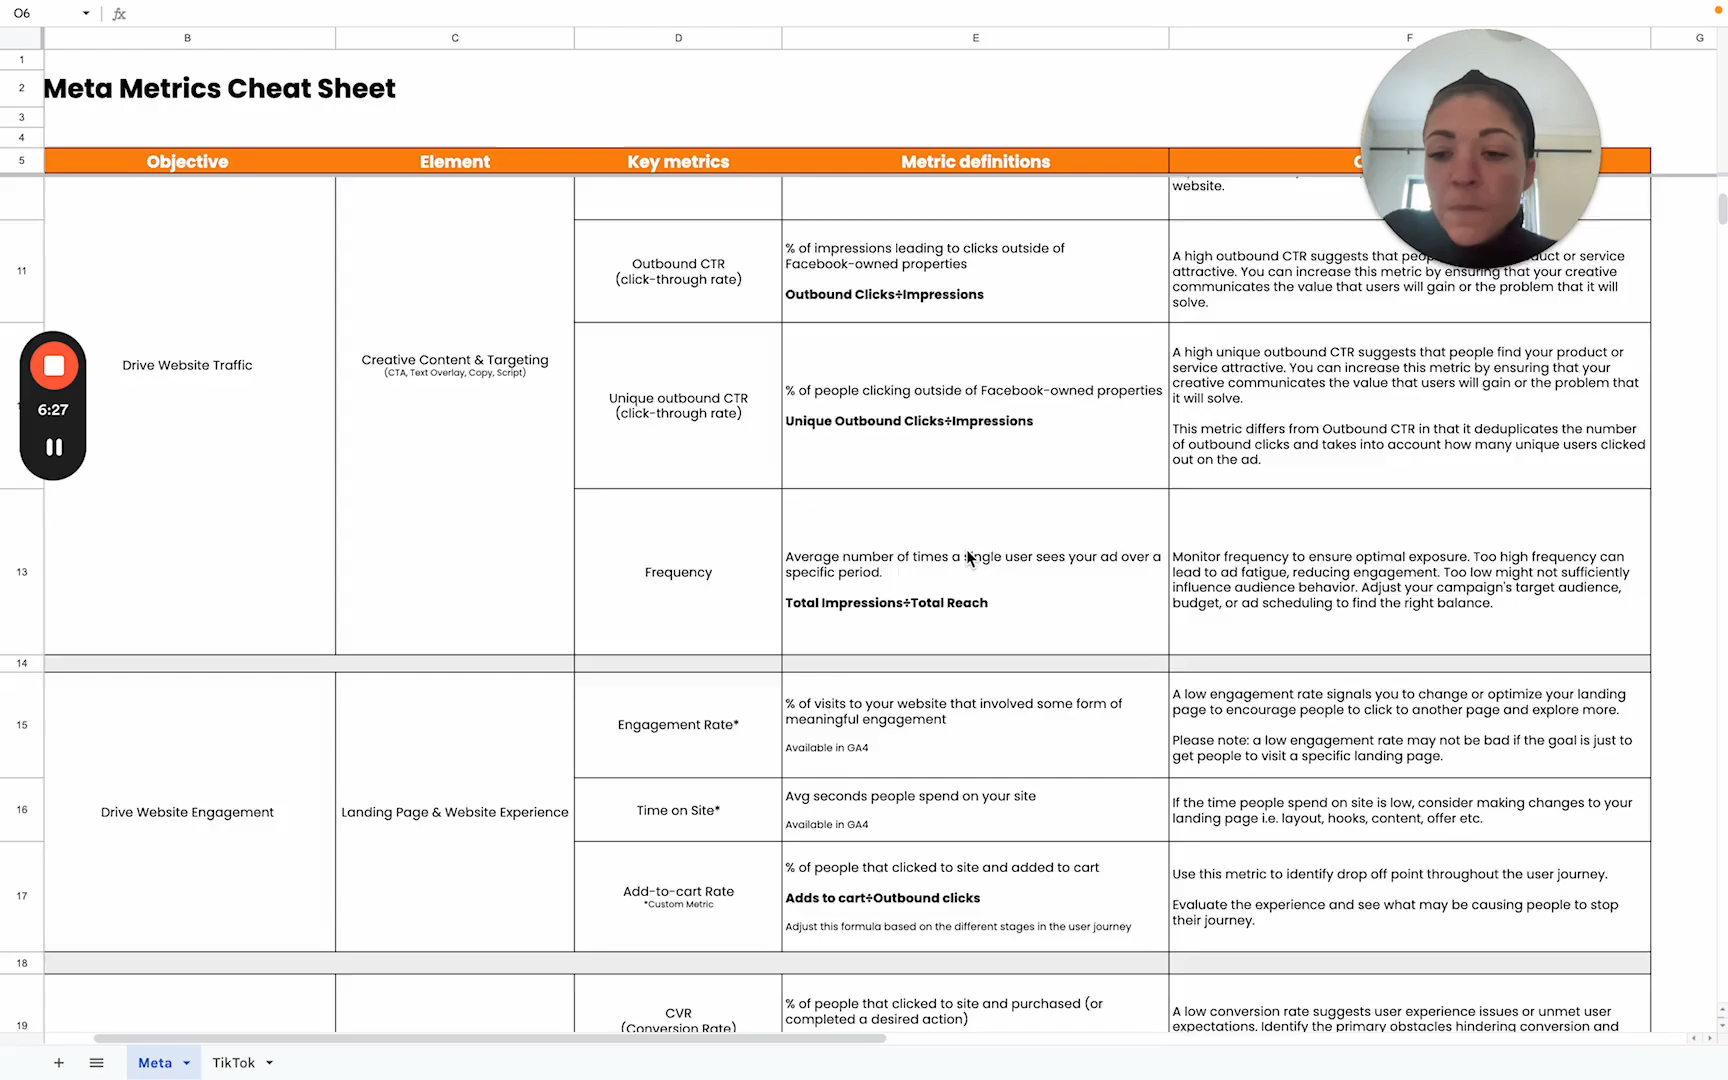 O6
fx
B
C
D
E
F
G
1
2
Meta Metrics Cheat Sheet
3
4
5
Objective
Element
Key metrics
Metric definitions
website.
11
Outbound CTR
(click-through rate)
% of impressions leading to clicks outside of
Facebook-owned properties
Outbound Clicks÷Impressions
A high outbound CTR suggests that
uct or service
attractive. You can increase this metric by ensuring that your creative
communicates the value that users will gain or the problem that it will
solve.
Drive Website Traffic
Creative Content & Targeting
(CTA, Text Overlay, Copy, Script)
6:27
Unique outbound CTR
(click-through rate)
% of people clicking outside of Facebook-owned properties
Unique Outbound Clicks÷Impressions
A high unique outbound CTR suggests that people find your product or
service attractive. You can increase this metric by ensuring that your
creative communicates the value that users will gain or the problem that
it will solve.
This metric differs from Outbound CTR in that it deduplicates the number
of outbound clicks and takes into account how many unique users clicked
out on the ad.
13
Frequency
Average number of times a single user sees your ad over a
specific period.
Total Impressions÷Total Reach
Monitor frequency to ensure optimal exposure. Too high frequency can
lead to ad fatigue, reducing engagement. Too low might not sufficiently
influence audience behavior. Adjust your campaign's target audience,
budget, or ad scheduling to find the right balance.
14
15
Engagement Rate*
% of visits to your website that involved some form of
meaningful engagement
Available in GA4
A low engagement rate signals you to change or optimize your landing
page to encourage people to click to another page and explore more.
Please note: a low engagement rate may not be bad if the goal is just to
get people to visit a specific landing page.
Drive Website Engagement
Landing Page & Website Experience
16
Time on Site*
Avg seconds people spend on your site
Available in GA4
If the time people spend on site is low, consider making changes to your
landing page i.e. layout, hooks, content, offer etc.
17
Add-to-cart Rate
*Custom Metric
% of people that clicked to site and added to cart
Adds to cart÷Outbound clicks
Adjust this formula based on the different stages in the user journey
Use this metric to identify drop off point throughout the user journey.
Evaluate the experience and see what may be causing people to stop
their journey.
18
19
CVR
(Conversion Rate)
% of people that clicked to site and purchased (or
completed a desired action)
A low conversion rate suggests user experience issues or unmet user
expectations. Identify the primary obstacles hindering conversion and
Meta
TikTok